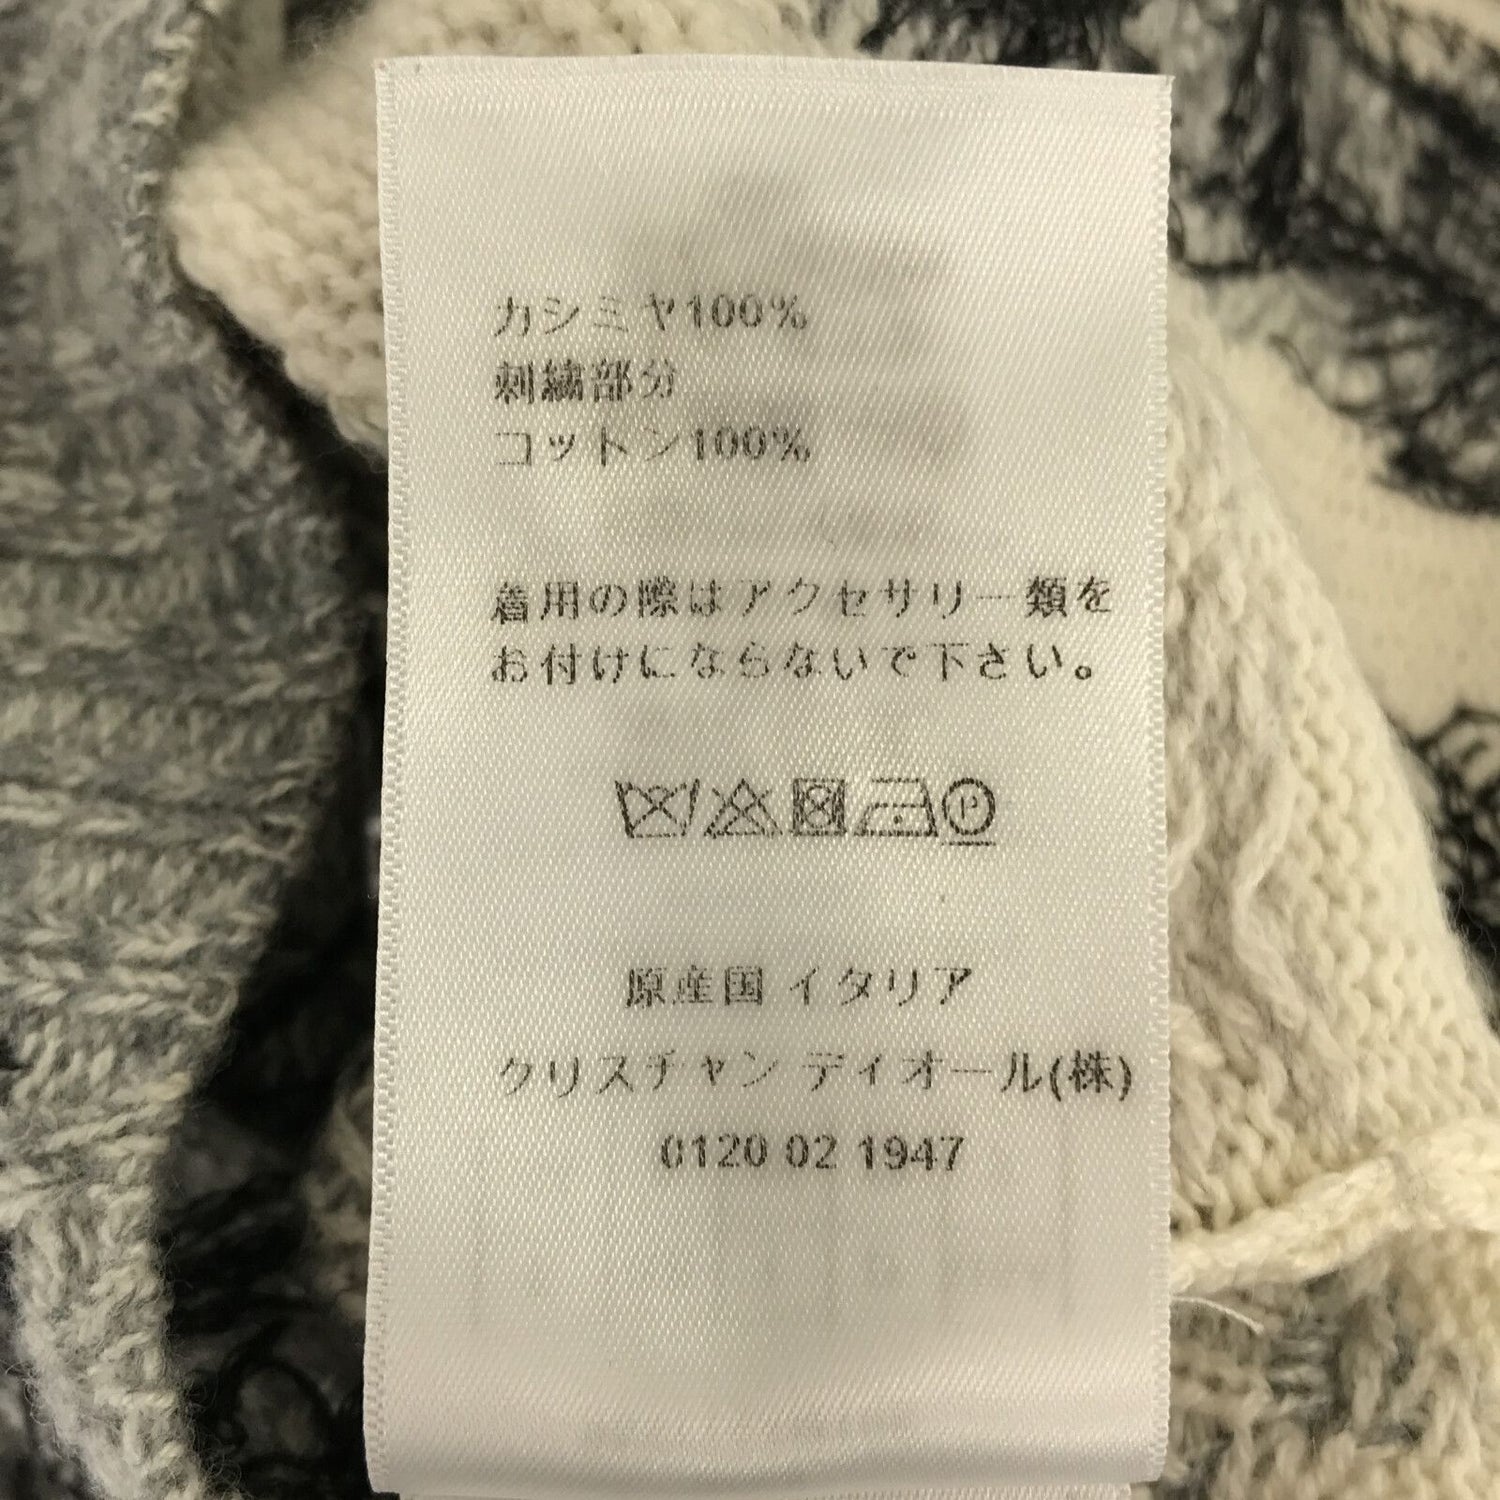 カシミヤ100%
刺繍部分
コットン100%
着用の際はアクセサリー類を
お付けにならないで下さい。
P
原産国 イタリア
クリスチャン ディオール(株)
0120 02 1947